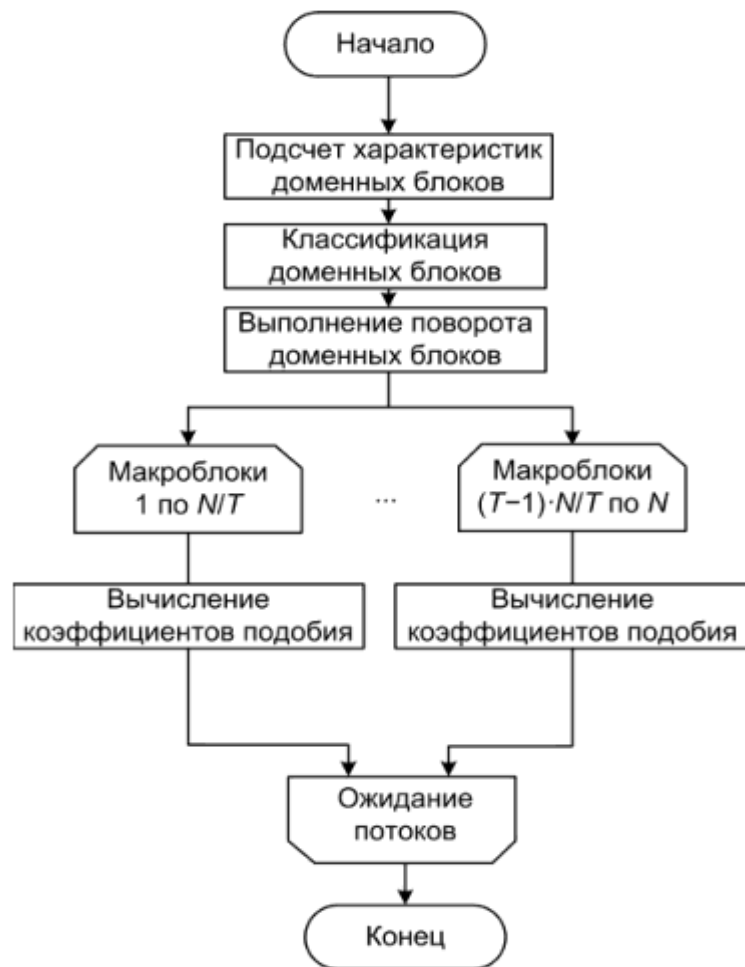 Начало
Подсчет характеристик
доменных блоков
Классификация
доменных блоков
Выполнение поворота
доменных блоков
Макроблоки
1 по N/T
...
Макроблоки
(T−1)·N/T по N
Вычисление
коэффициентов подобия
Вычисление
коэффициентов подобия
Ожидание
потоков
Конец